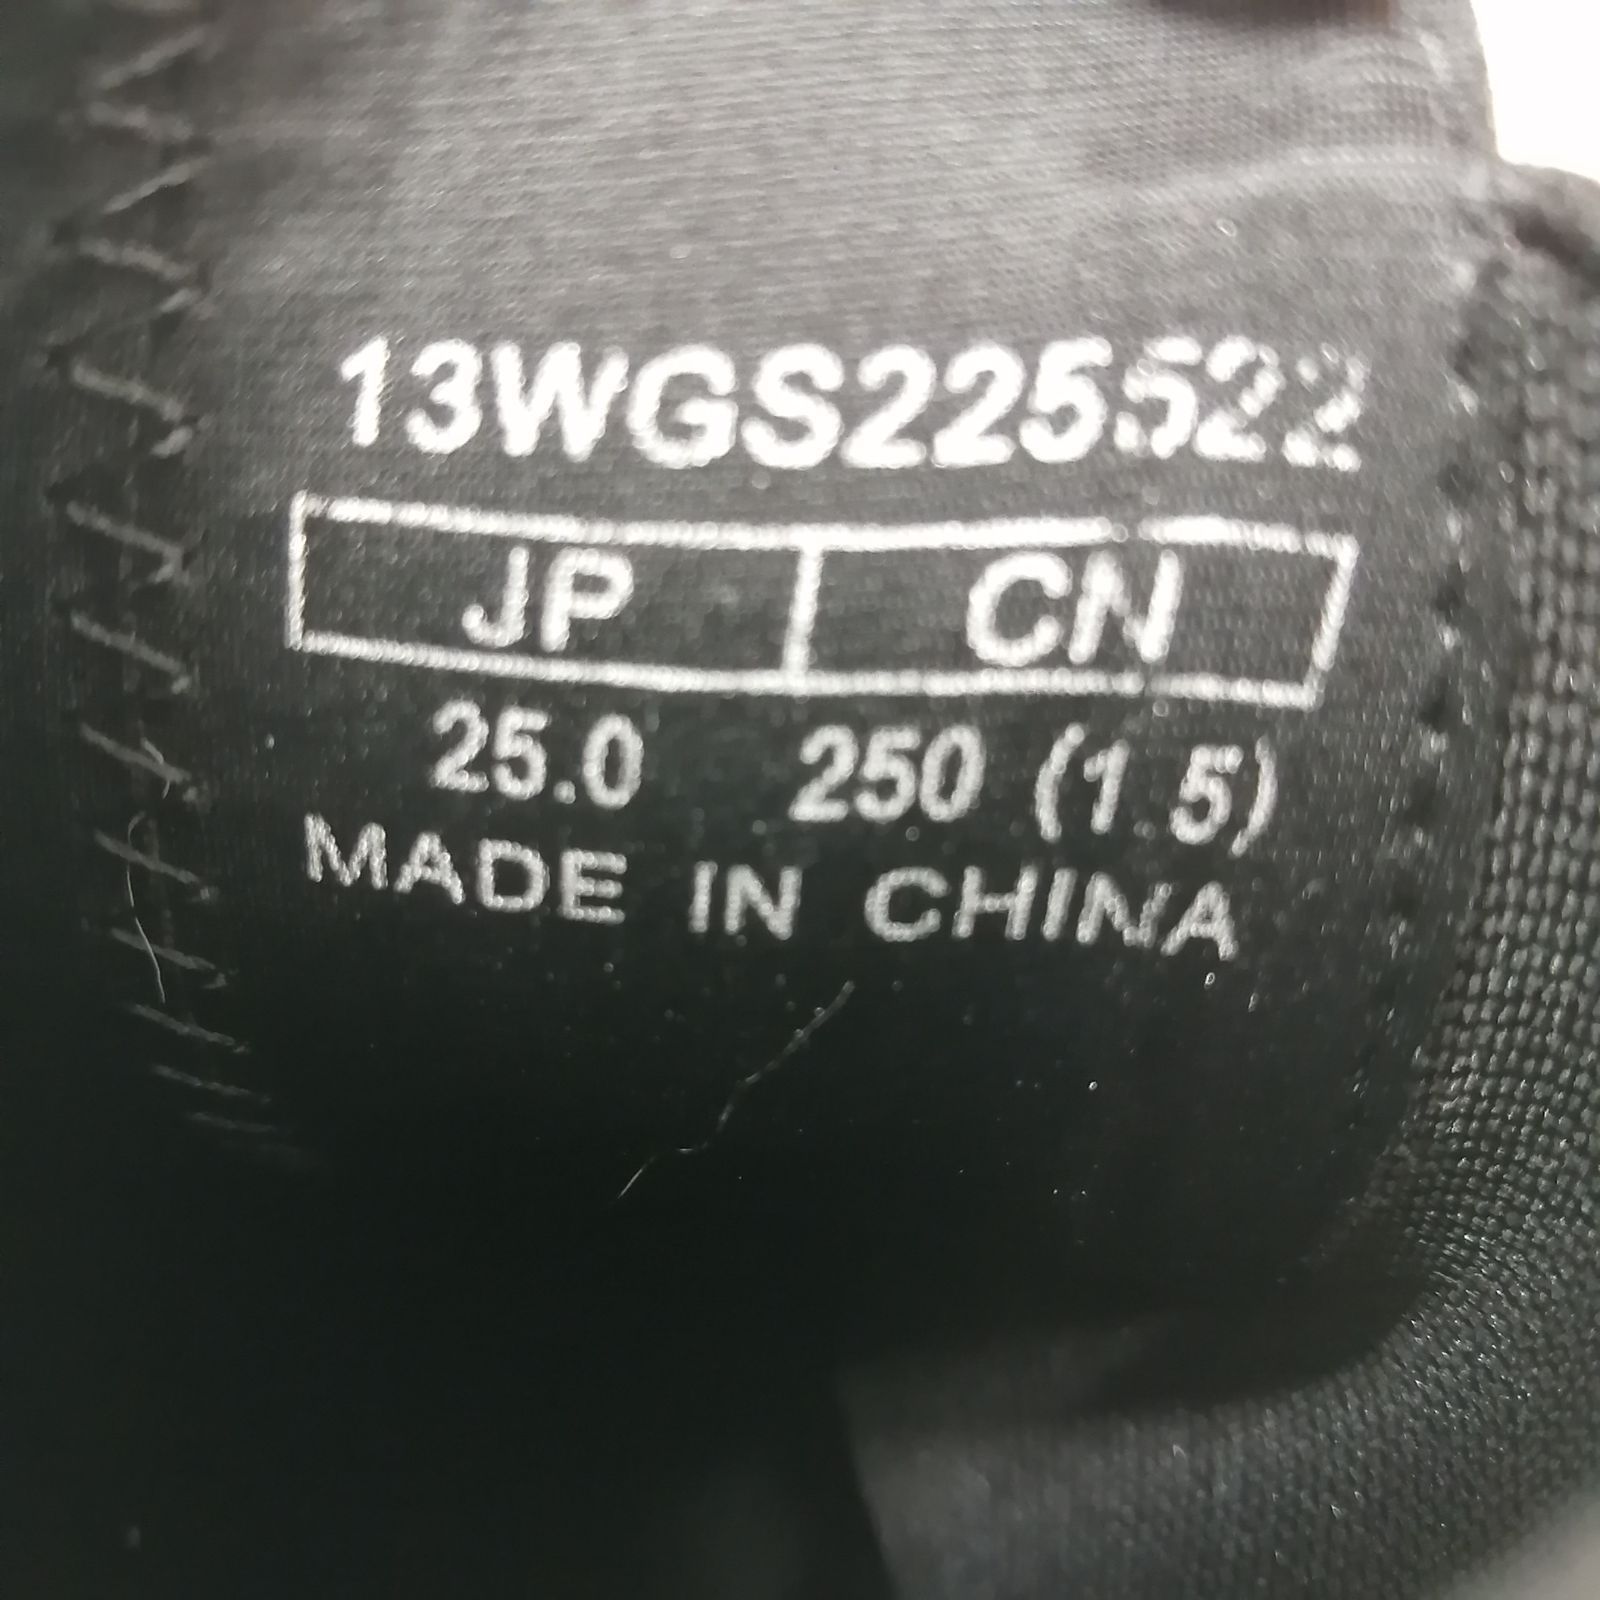 13WGS225522
JP CN
25.0 250 (1.5)
MADE IN CHINA